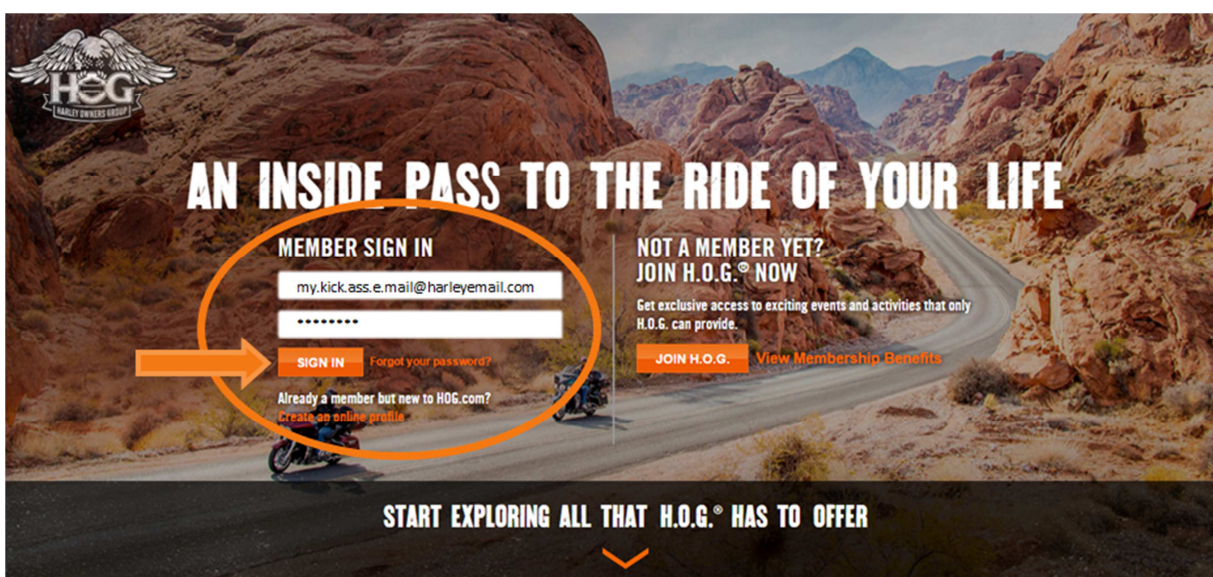 HOG
HARLEY OWNERS GROUP
AN INSIDE PASS TO THE RIDE OF YOUR LIFE
MEMBER SIGN IN
my.kick.ass.e.mail@harleyemail.com
••••••••
SIGN IN
Forgot your password?
Already a member but new to HOG.com?
Create an online profile
NOT A MEMBER YET?
JOIN H.O.G.® NOW
Get exclusive access to exciting events and activities that only
H.O.G. can provide.
JOIN H.O.G.
View Membership Benefits
START EXPLORING ALL THAT H.O.G.® HAS TO OFFER